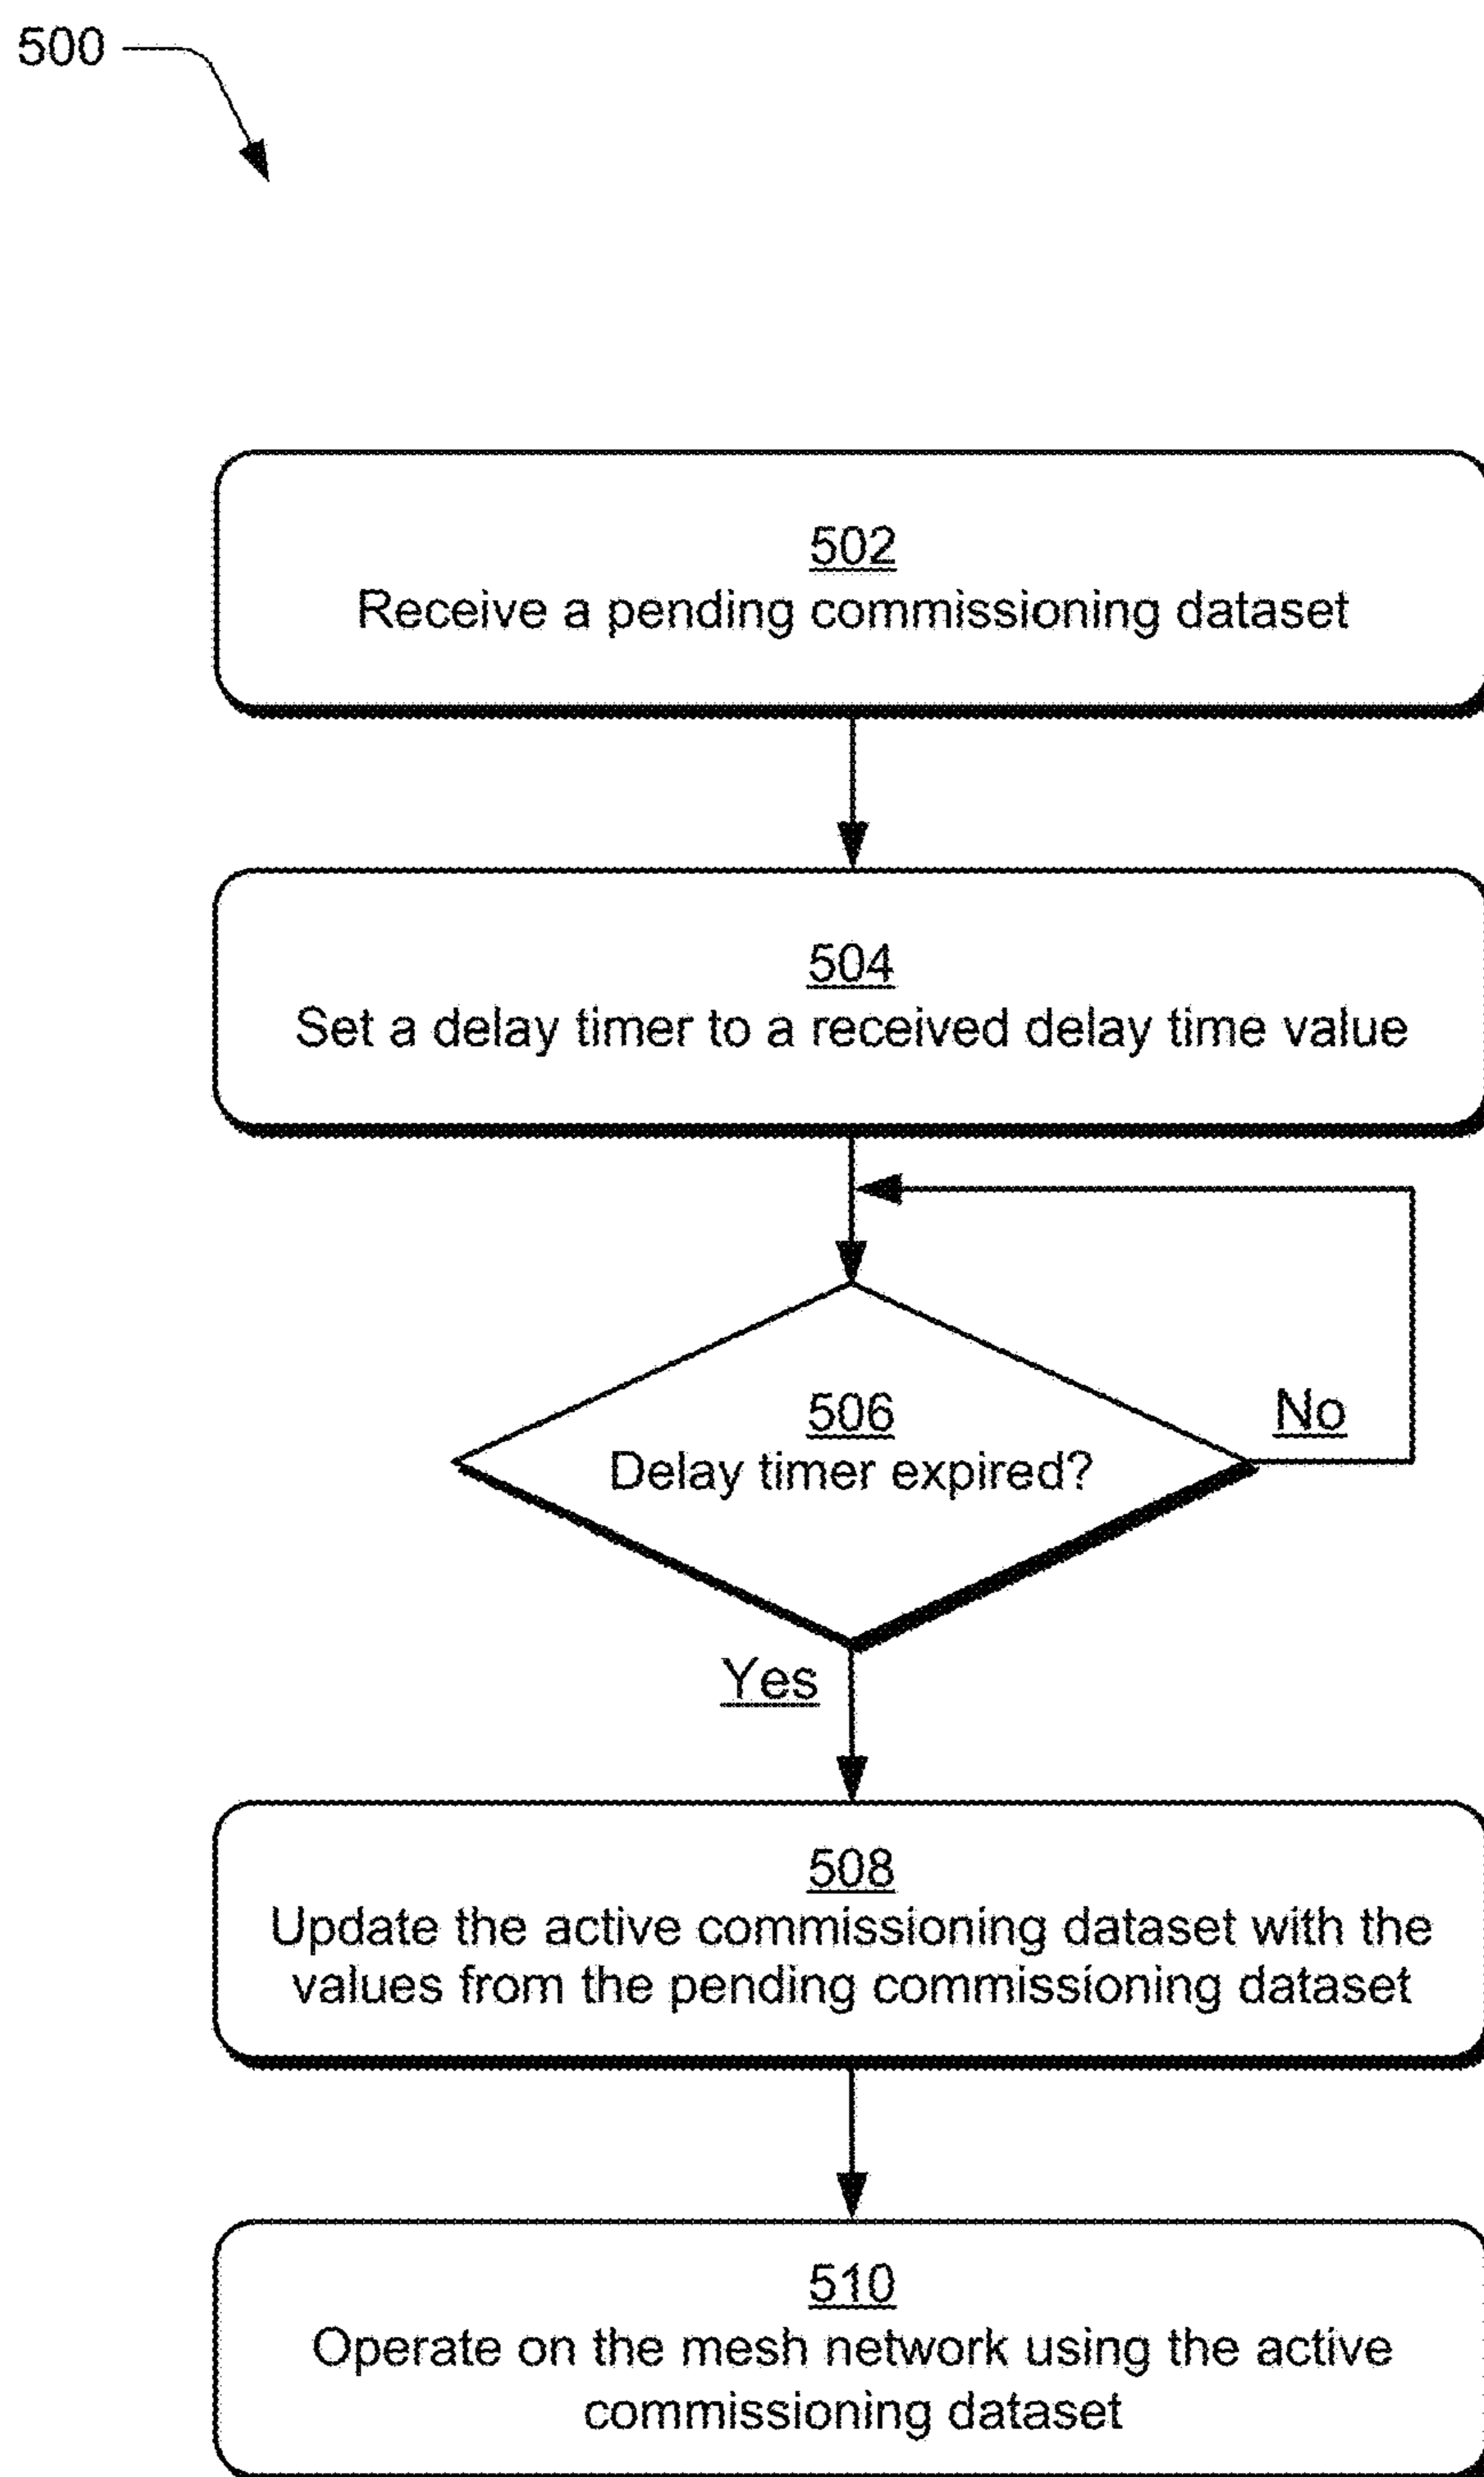 500
502
Receive a pending commissioning dataset
504
Set a delay timer to a received delay time value
506
Delay timer expired?
No
Yes
508
Update the active commissioning dataset with the
values from the pending commissioning dataset
510
Operate on the mesh network using the active
commissioning dataset